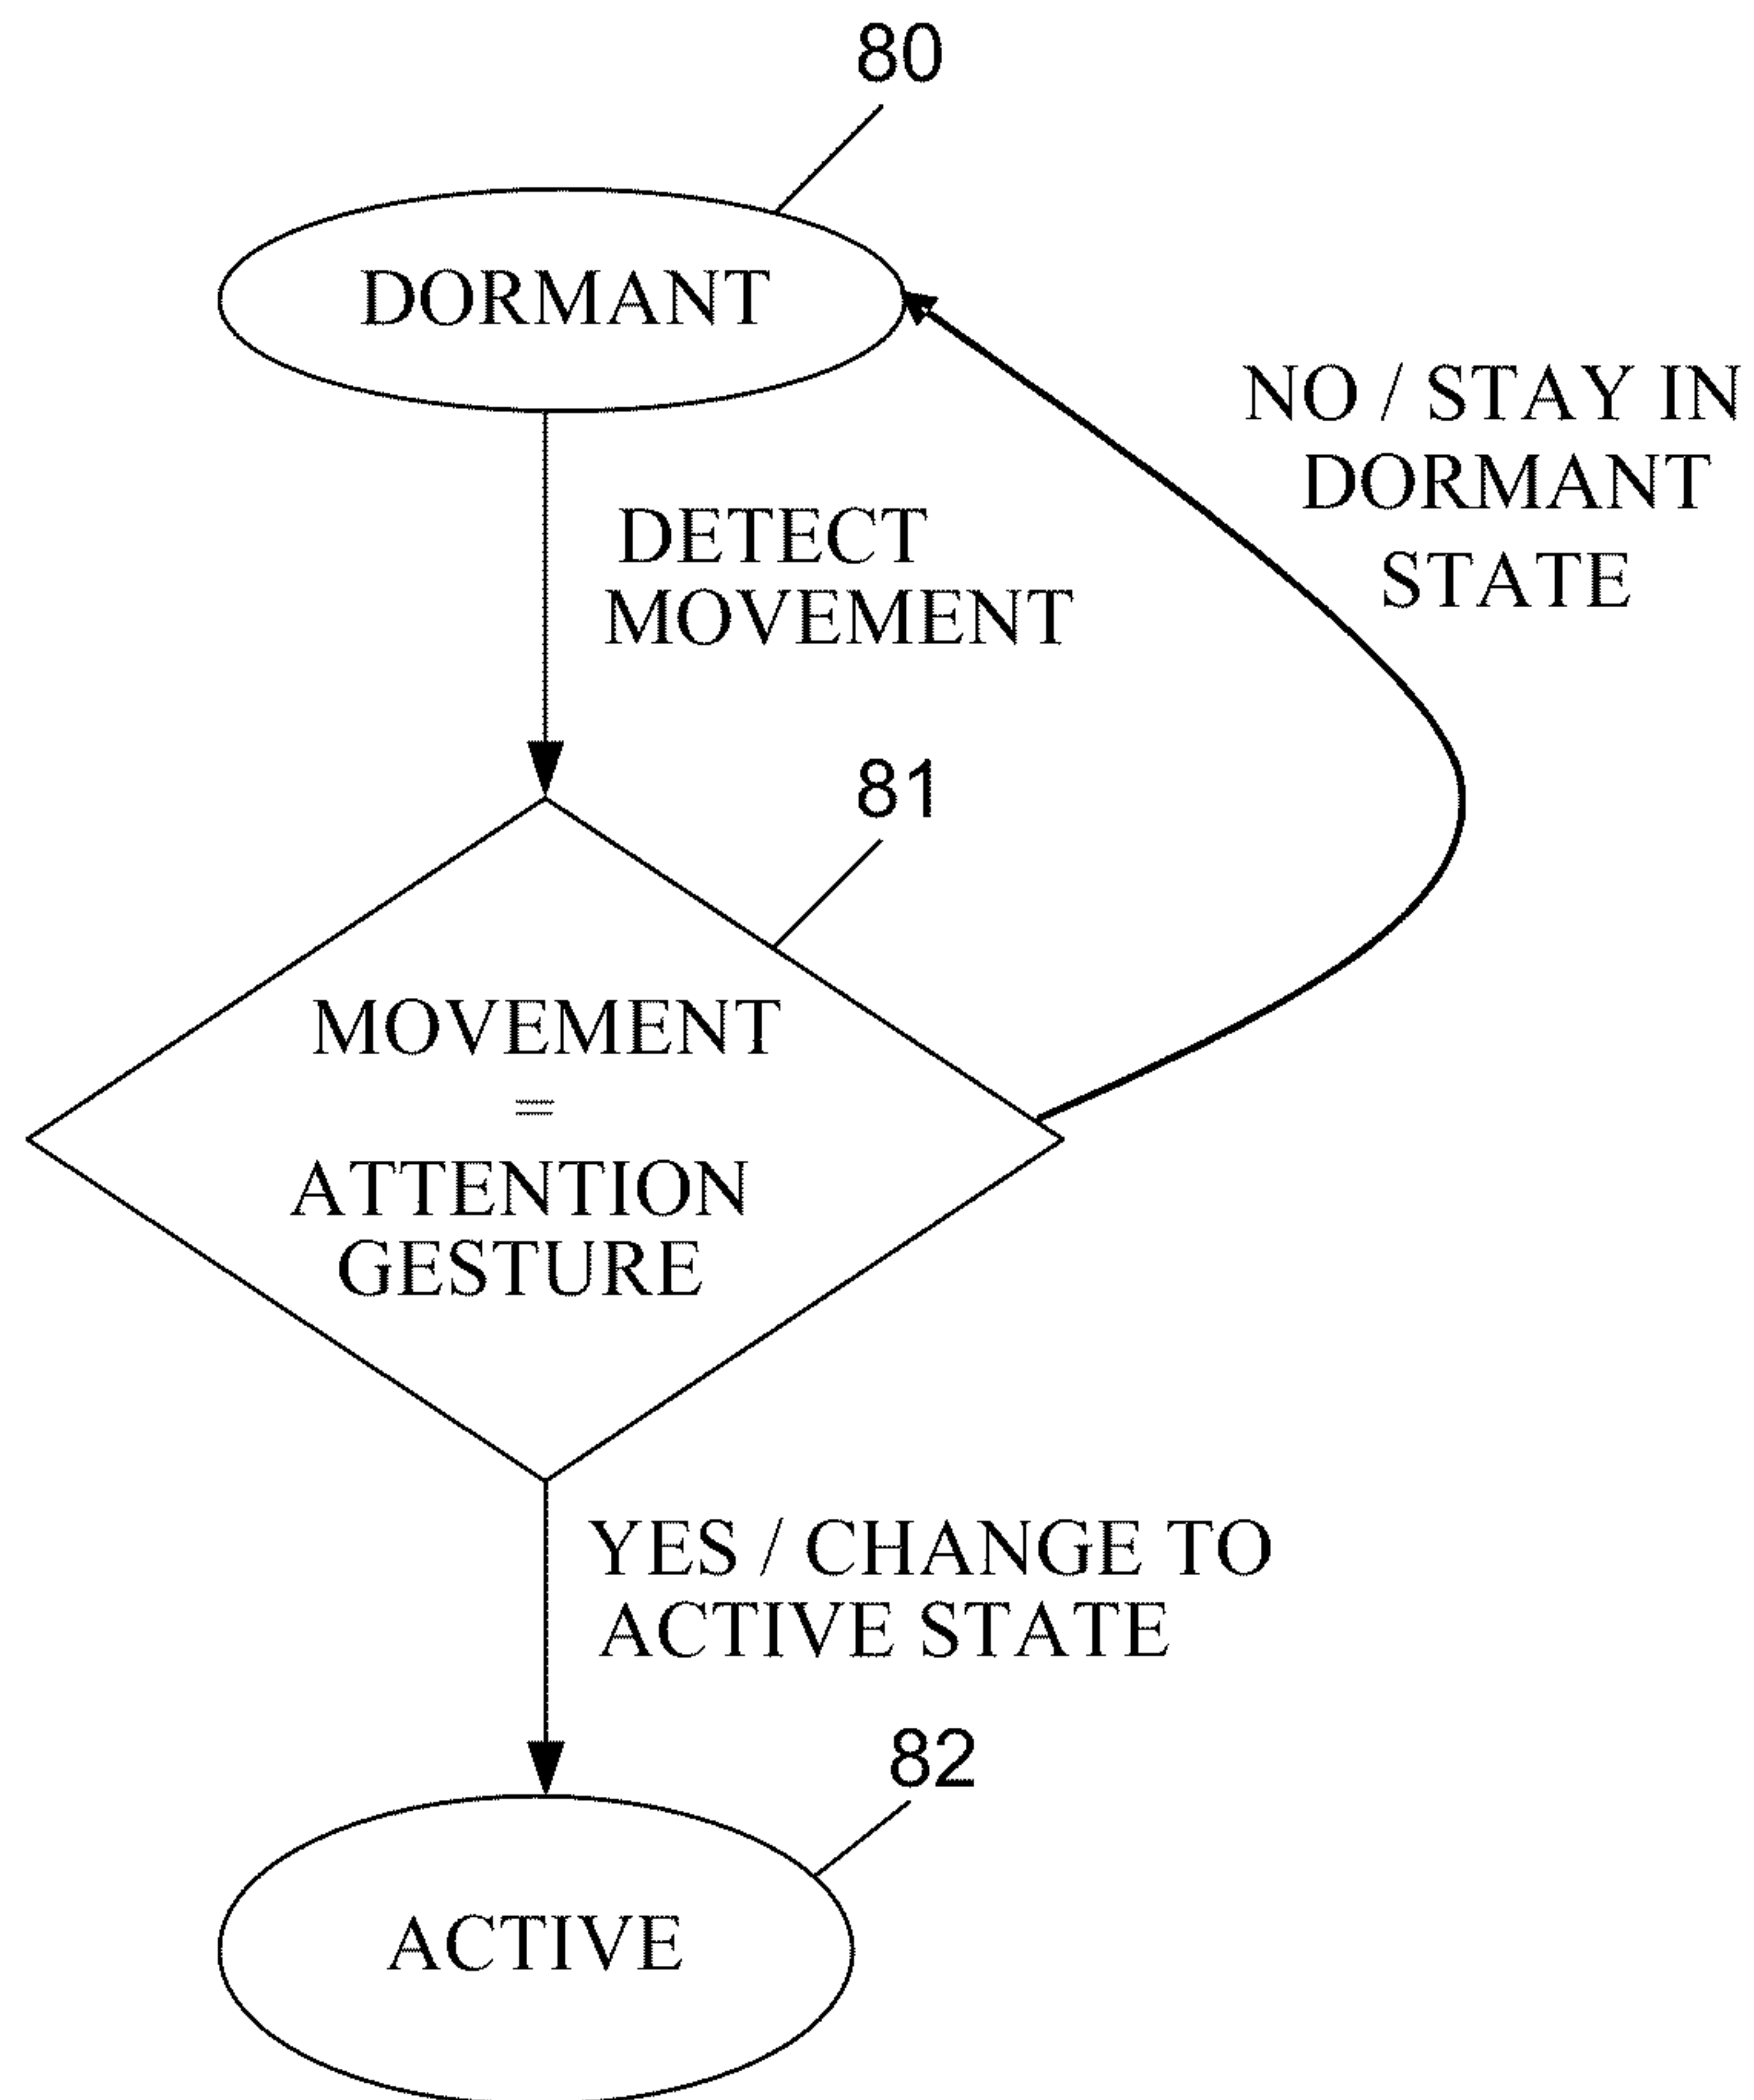 80
DORMANT
NO / STAY IN
DORMANT
STATE
DETECT
MOVEMENT
81
MOVEMENT
=
ATTENTION
GESTURE
YES / CHANGE TO
ACTIVE STATE
82
ACTIVE